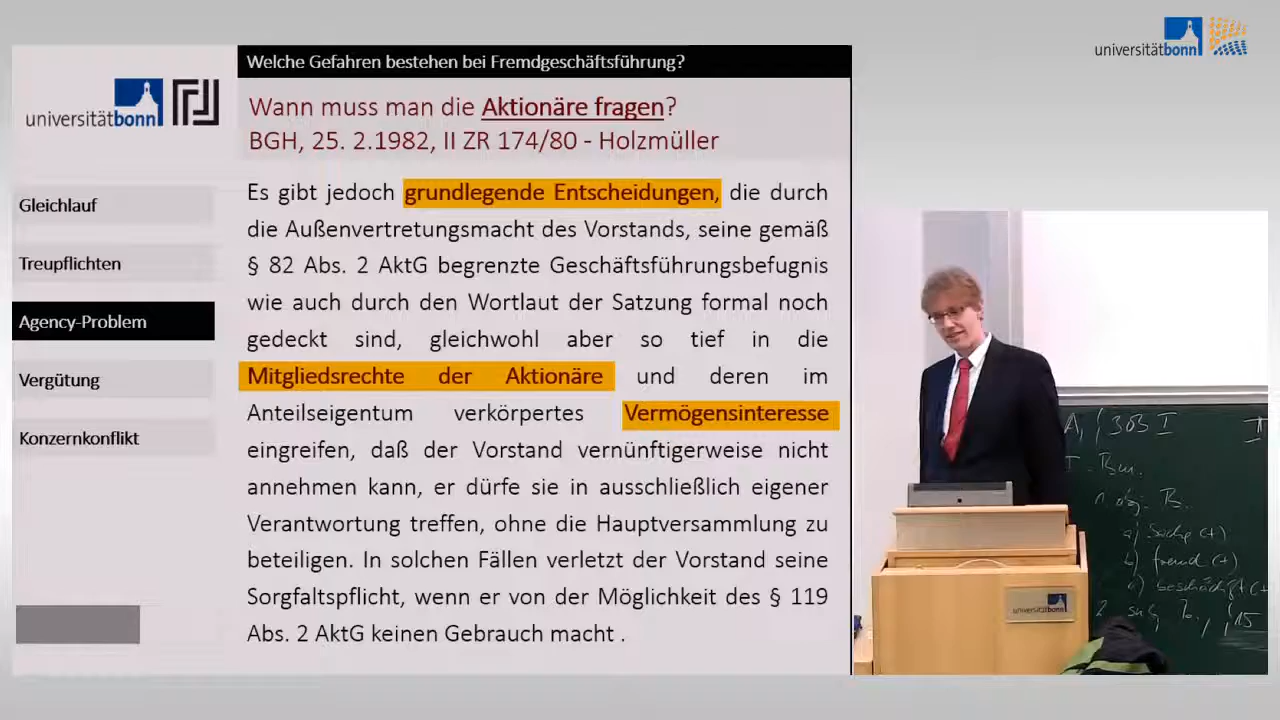 universitätbonn
Welche Gefahren bestehen bei Fremdgeschäftsführung?
universitätbonn
Wann muss man die Aktionäre fragen?
BGH, 25. 2.1982, II ZR 174/80 - Holzmüller
Gleichlauf
Treupflichten
Agency-Problem
Vergütung
Konzernkonflikt
Es gibt jedoch grundlegende Entscheidungen, die durch
die Außenvertretungsmacht des Vorstands, seine gemäß
§ 82 Abs. 2 AktG begrenzte Geschäftsführungsbefugnis
wie auch durch den Wortlaut der Satzung formal noch
gedeckt sind, gleichwohl aber so tief in die
Mitgliedsrechte der Aktionäre und deren im
Anteilseigentum verkörpertes Vermögensinteresse
eingreifen, daß der Vorstand vernünftigerweise nicht
annehmen kann, er dürfe sie in ausschließlich eigener
Verantwortung treffen, ohne die Hauptversammlung zu
beteiligen. In solchen Fällen verletzt der Vorstand seine
Sorgfaltspflicht, wenn er von der Möglichkeit des § 119
Abs. 2 AktG keinen Gebrauch macht .
303 I
II
a) Sache (+)
b) fremd (+)
universitätbonn